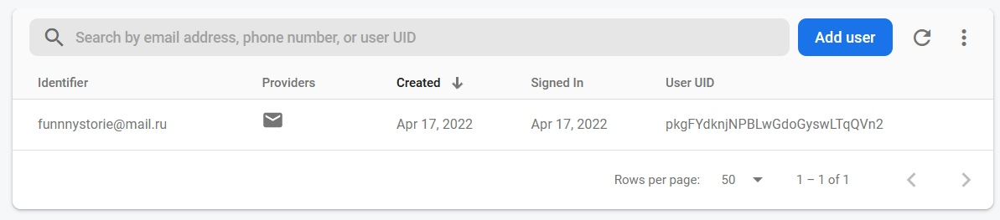 Search by email address, phone number, or user UID Add user
Identifier Providers Created Signed In User UID
funnnystorie@mail.ru Apr 17, 2022 Apr 17, 2022 pkgFYdknjNPBLwGdoGyswLTqQVn2
Rows per page: 50 1 – 1 of 1